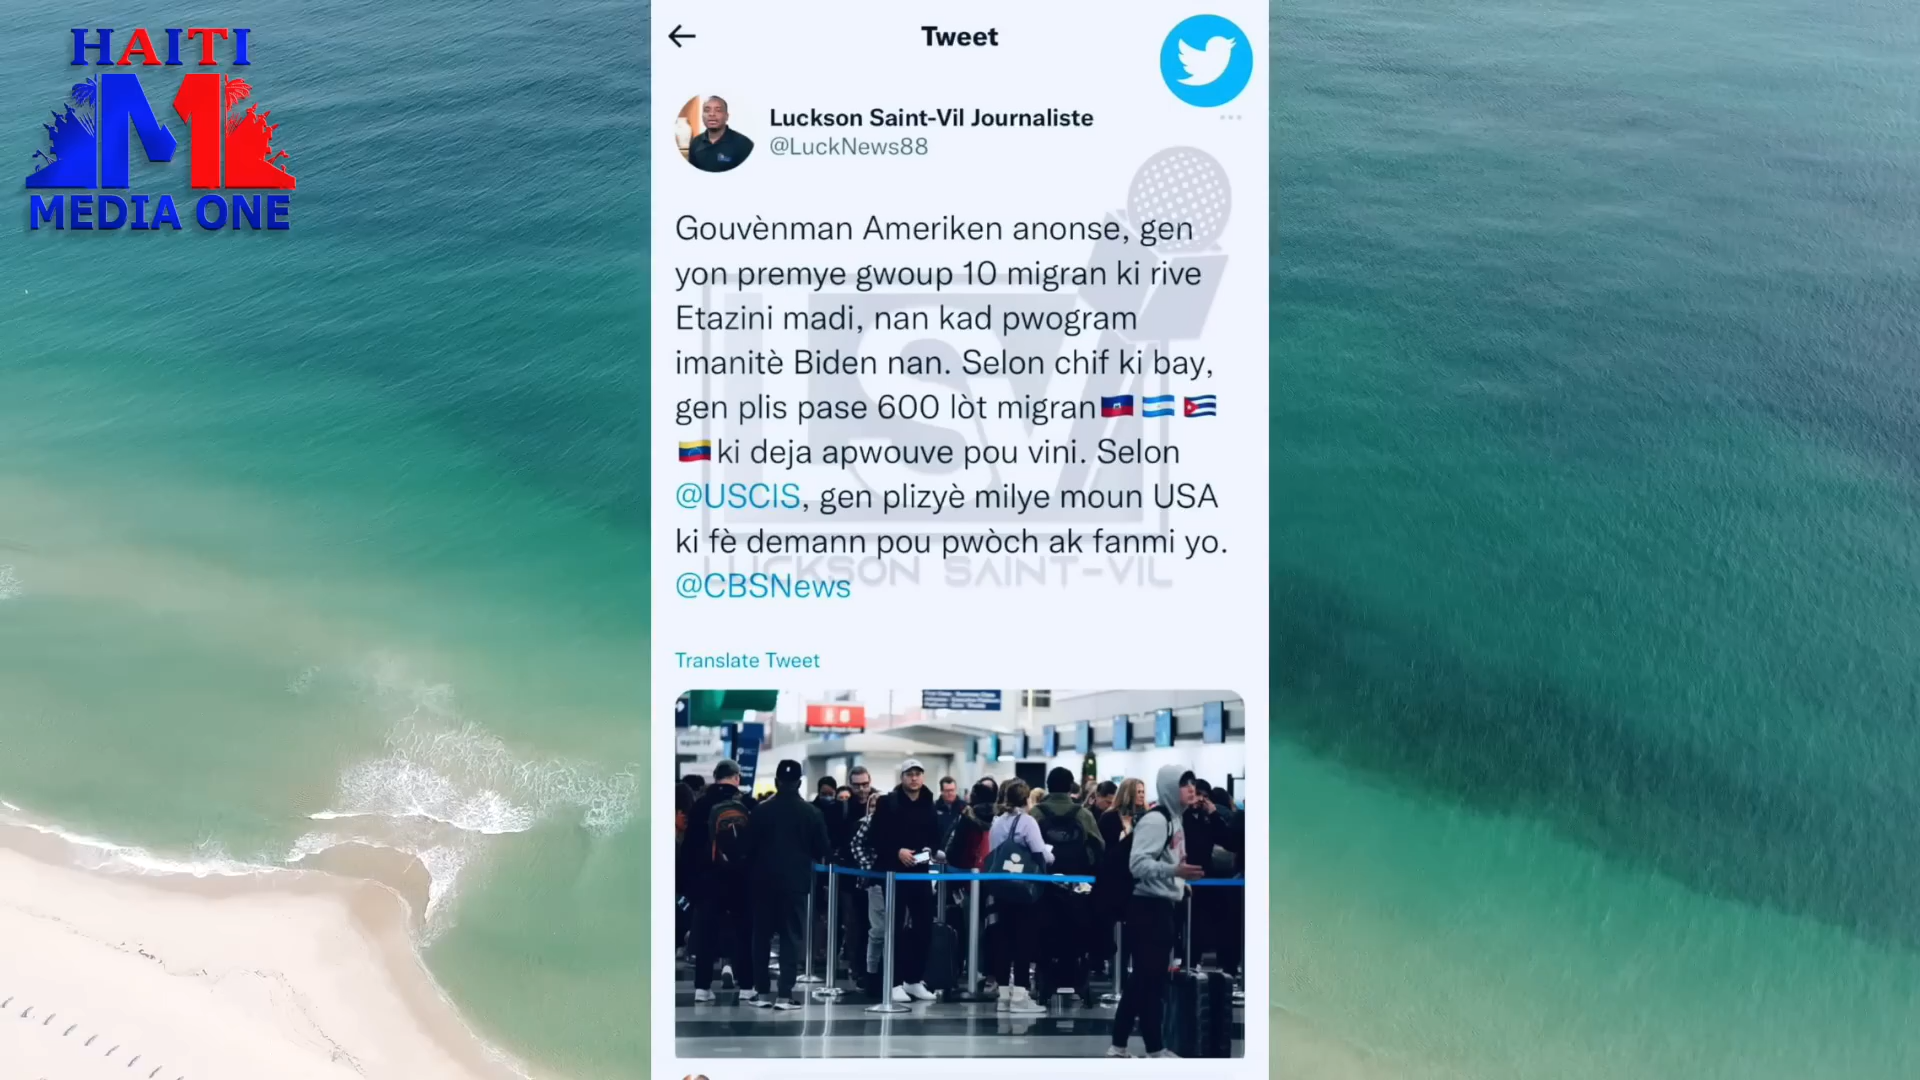 HAITI
M1
MEDIA ONE
Tweet
Luckson Saint-Vil Journaliste
@LuckNews88
Gouvènman Ameriken anonse, gen
yon premye gwoup 10 migran ki rive
Etazini madi, nan kad pwogram
imanitè Biden nan. Selon chif ki bay,
gen plis pase 600 lòt migran🇭🇹🇳🇮🇨🇺
🇻🇪ki deja apwouve pou vini. Selon
@USCIS, gen plizyè milye moun USA
ki fè demann pou pwòch ak fanmi yo.
@CBSNews
LSV
LUCKSON SAINT-VIL
Translate Tweet